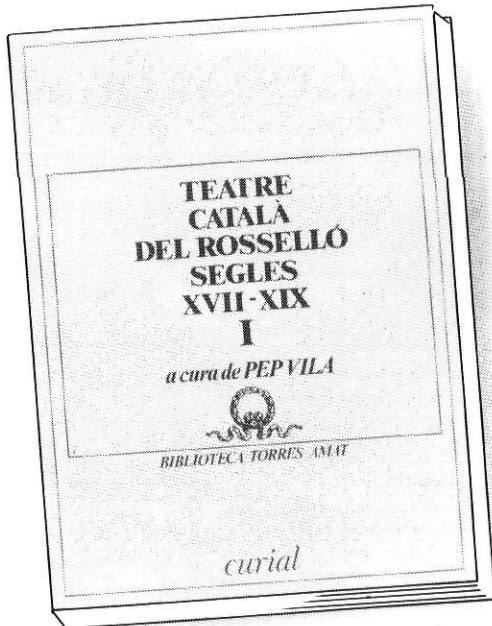 TEATRE
CATALÀ
DEL ROSSELLÓ
SEGLES
XVII-XIX
I
a cura de PEP VILA
BIBLIOTECA TORRES AMAT
curial